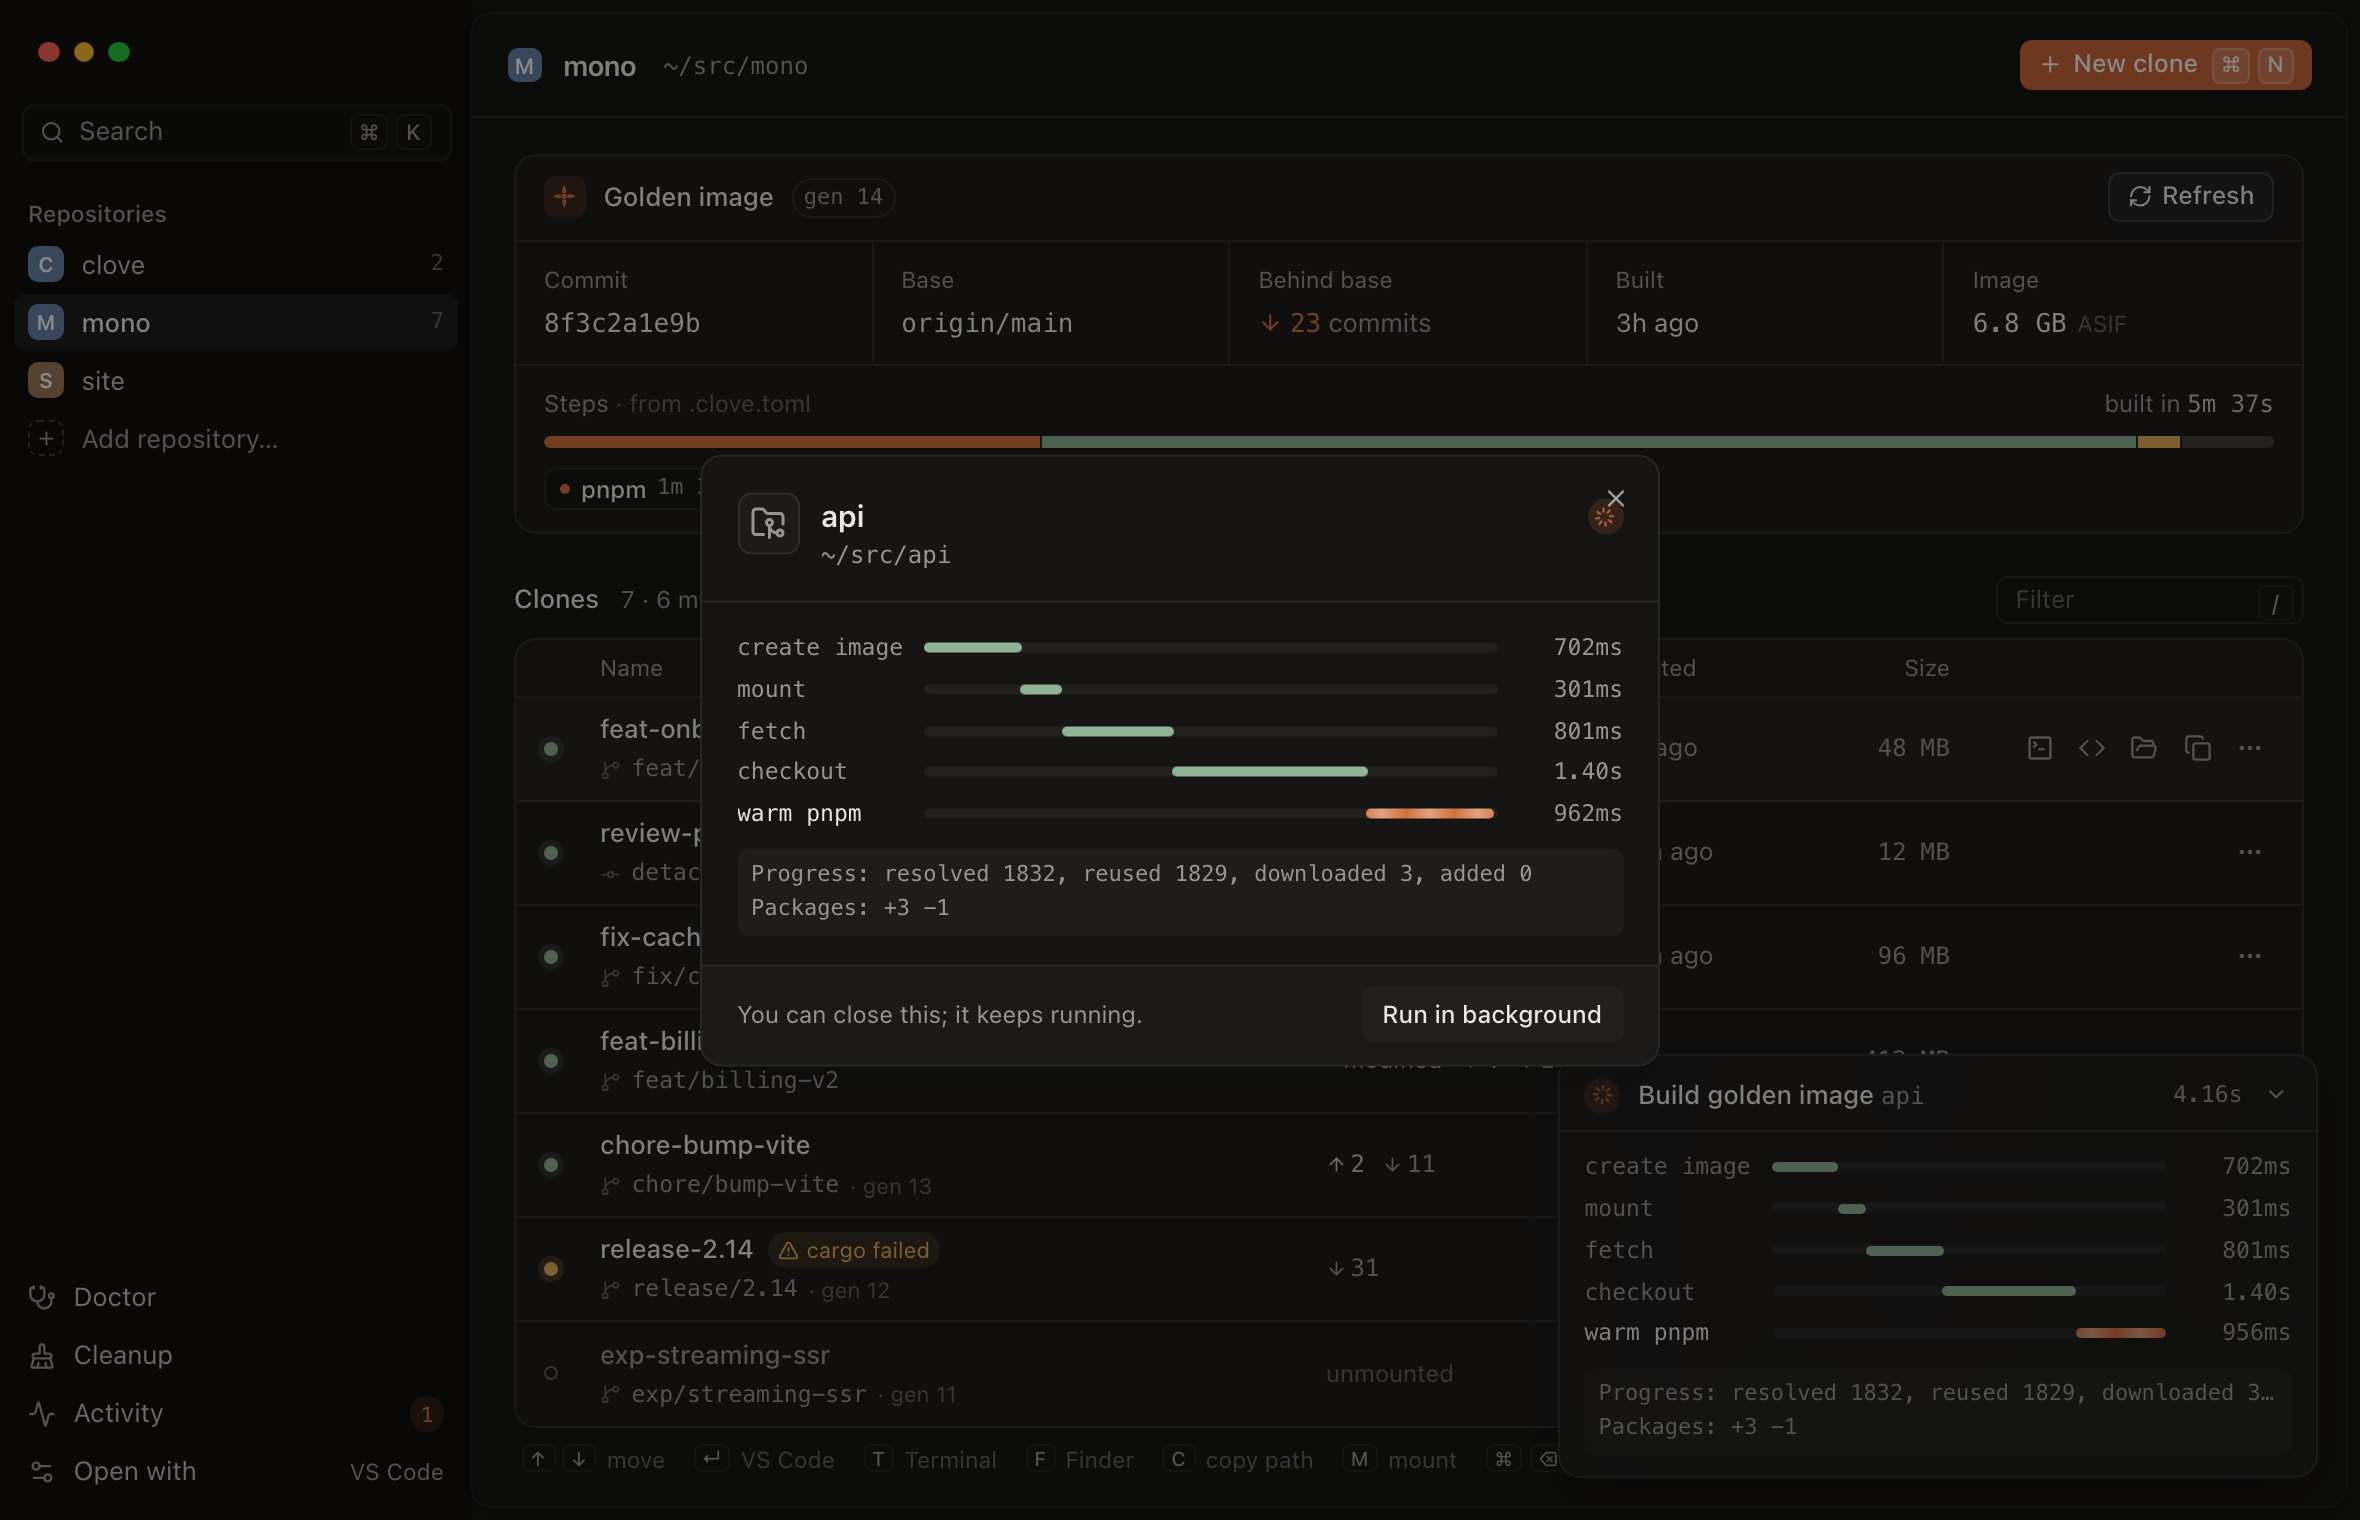 M mono ~/src/mono
+ New clone ⌘ N
Search ⌘ K
Repositories
C clove 2
M mono 7
S site
+ Add repository...
Doctor
Cleanup
Activity 1
Open with VS Code
Golden image gen 14
Refresh
Commit
8f3c2a1e9b
Base
origin/main
Behind base
↓ 23 commits
Built
3h ago
Image
6.8 GB ASIF
Steps · from .clove.toml
built in 5m 37s
pnpm 1m
Clones 7 · 6 m
Filter /
Name
ted
Size
feat-onb
feat/
ago
48 MB
review-p
detac
ago
12 MB
fix-cach
fix/c
ago
96 MB
feat-billi
feat/billing-v2
chore-bump-vite
chore/bump-vite · gen 13
↑ 2 ↓ 11
release-2.14 cargo failed
release/2.14 · gen 12
↓ 31
exp-streaming-ssr
exp/streaming-ssr · gen 11
unmounted
↑ ↓ move ↵ VS Code T Terminal F Finder C copy path M mount ⌘ ⌫
api
~/src/api
create image 702ms
mount 301ms
fetch 801ms
checkout 1.40s
warm pnpm 962ms
Progress: resolved 1832, reused 1829, downloaded 3, added 0
Packages: +3 -1
You can close this; it keeps running.
Run in background
Build golden image api 4.16s
create image 702ms
mount 301ms
fetch 801ms
checkout 1.40s
warm pnpm 956ms
Progress: resolved 1832, reused 1829, downloaded 3…
Packages: +3 -1